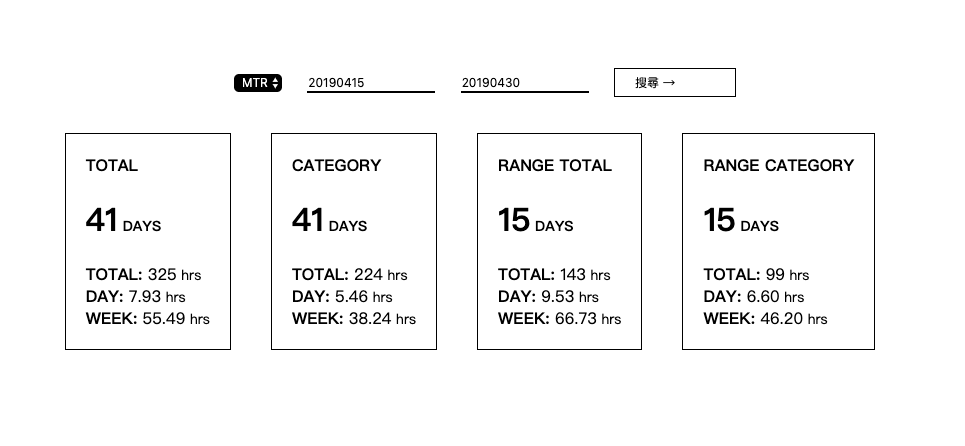 MTR 20190415 20190430 搜尋 →
TOTAL
41 DAYS
TOTAL: 325 hrs
DAY: 7.93 hrs
WEEK: 55.49 hrs
CATEGORY
41 DAYS
TOTAL: 224 hrs
DAY: 5.46 hrs
WEEK: 38.24 hrs
RANGE TOTAL
15 DAYS
TOTAL: 143 hrs
DAY: 9.53 hrs
WEEK: 66.73 hrs
RANGE CATEGORY
15 DAYS
TOTAL: 99 hrs
DAY: 6.60 hrs
WEEK: 46.20 hrs